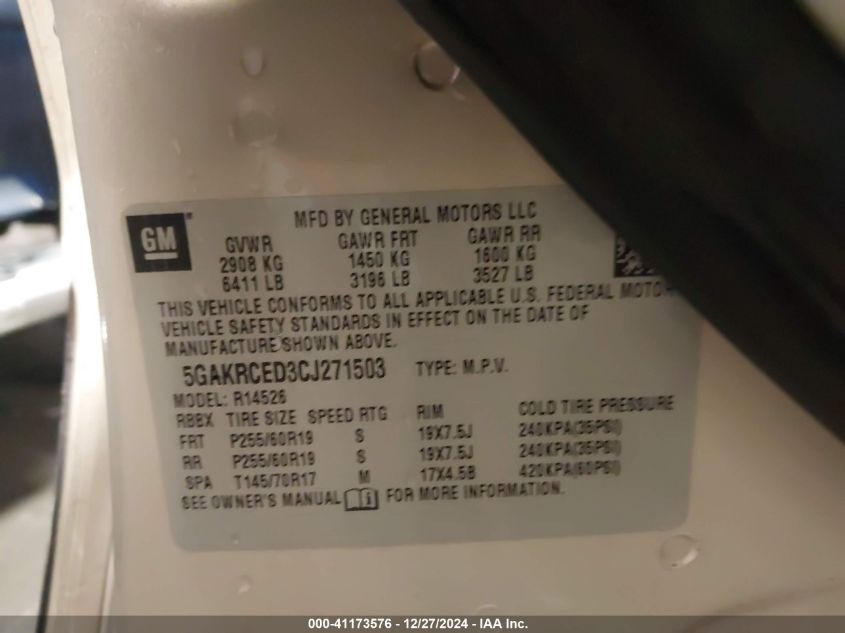 MFD BY GENERAL MOTORS LLC
GM
GVWR GAWR FRT GAWR RR
2908 KG 1450 KG 1600 KG
6411 LB 3196 LB 3527 LB
THIS VEHICLE CONFORMS TO ALL APPLICABLE U.S. FEDERAL MOTOR
VEHICLE SAFETY STANDARDS IN EFFECT ON THE DATE OF
MANUFACTURE SHOWN ABOVE.
5GAKRCED3CJ271503 TYPE: M.P.V.
MODEL: R14526
RBBX TIRE SIZE SPEED RTG RIM COLD TIRE PRESSURE
FRT P255/60R19 S 19X7.5J 240KPA(35PSI)
RR P255/60R19 S 19X7.5J 240KPA(35PSI)
SPA T145/70R17 M 17X4.5B 420KPA(60PSI)
SEE OWNER'S MANUAL FOR MORE INFORMATION.
000-41173576 / 12/27/2024 - IAA Inc.